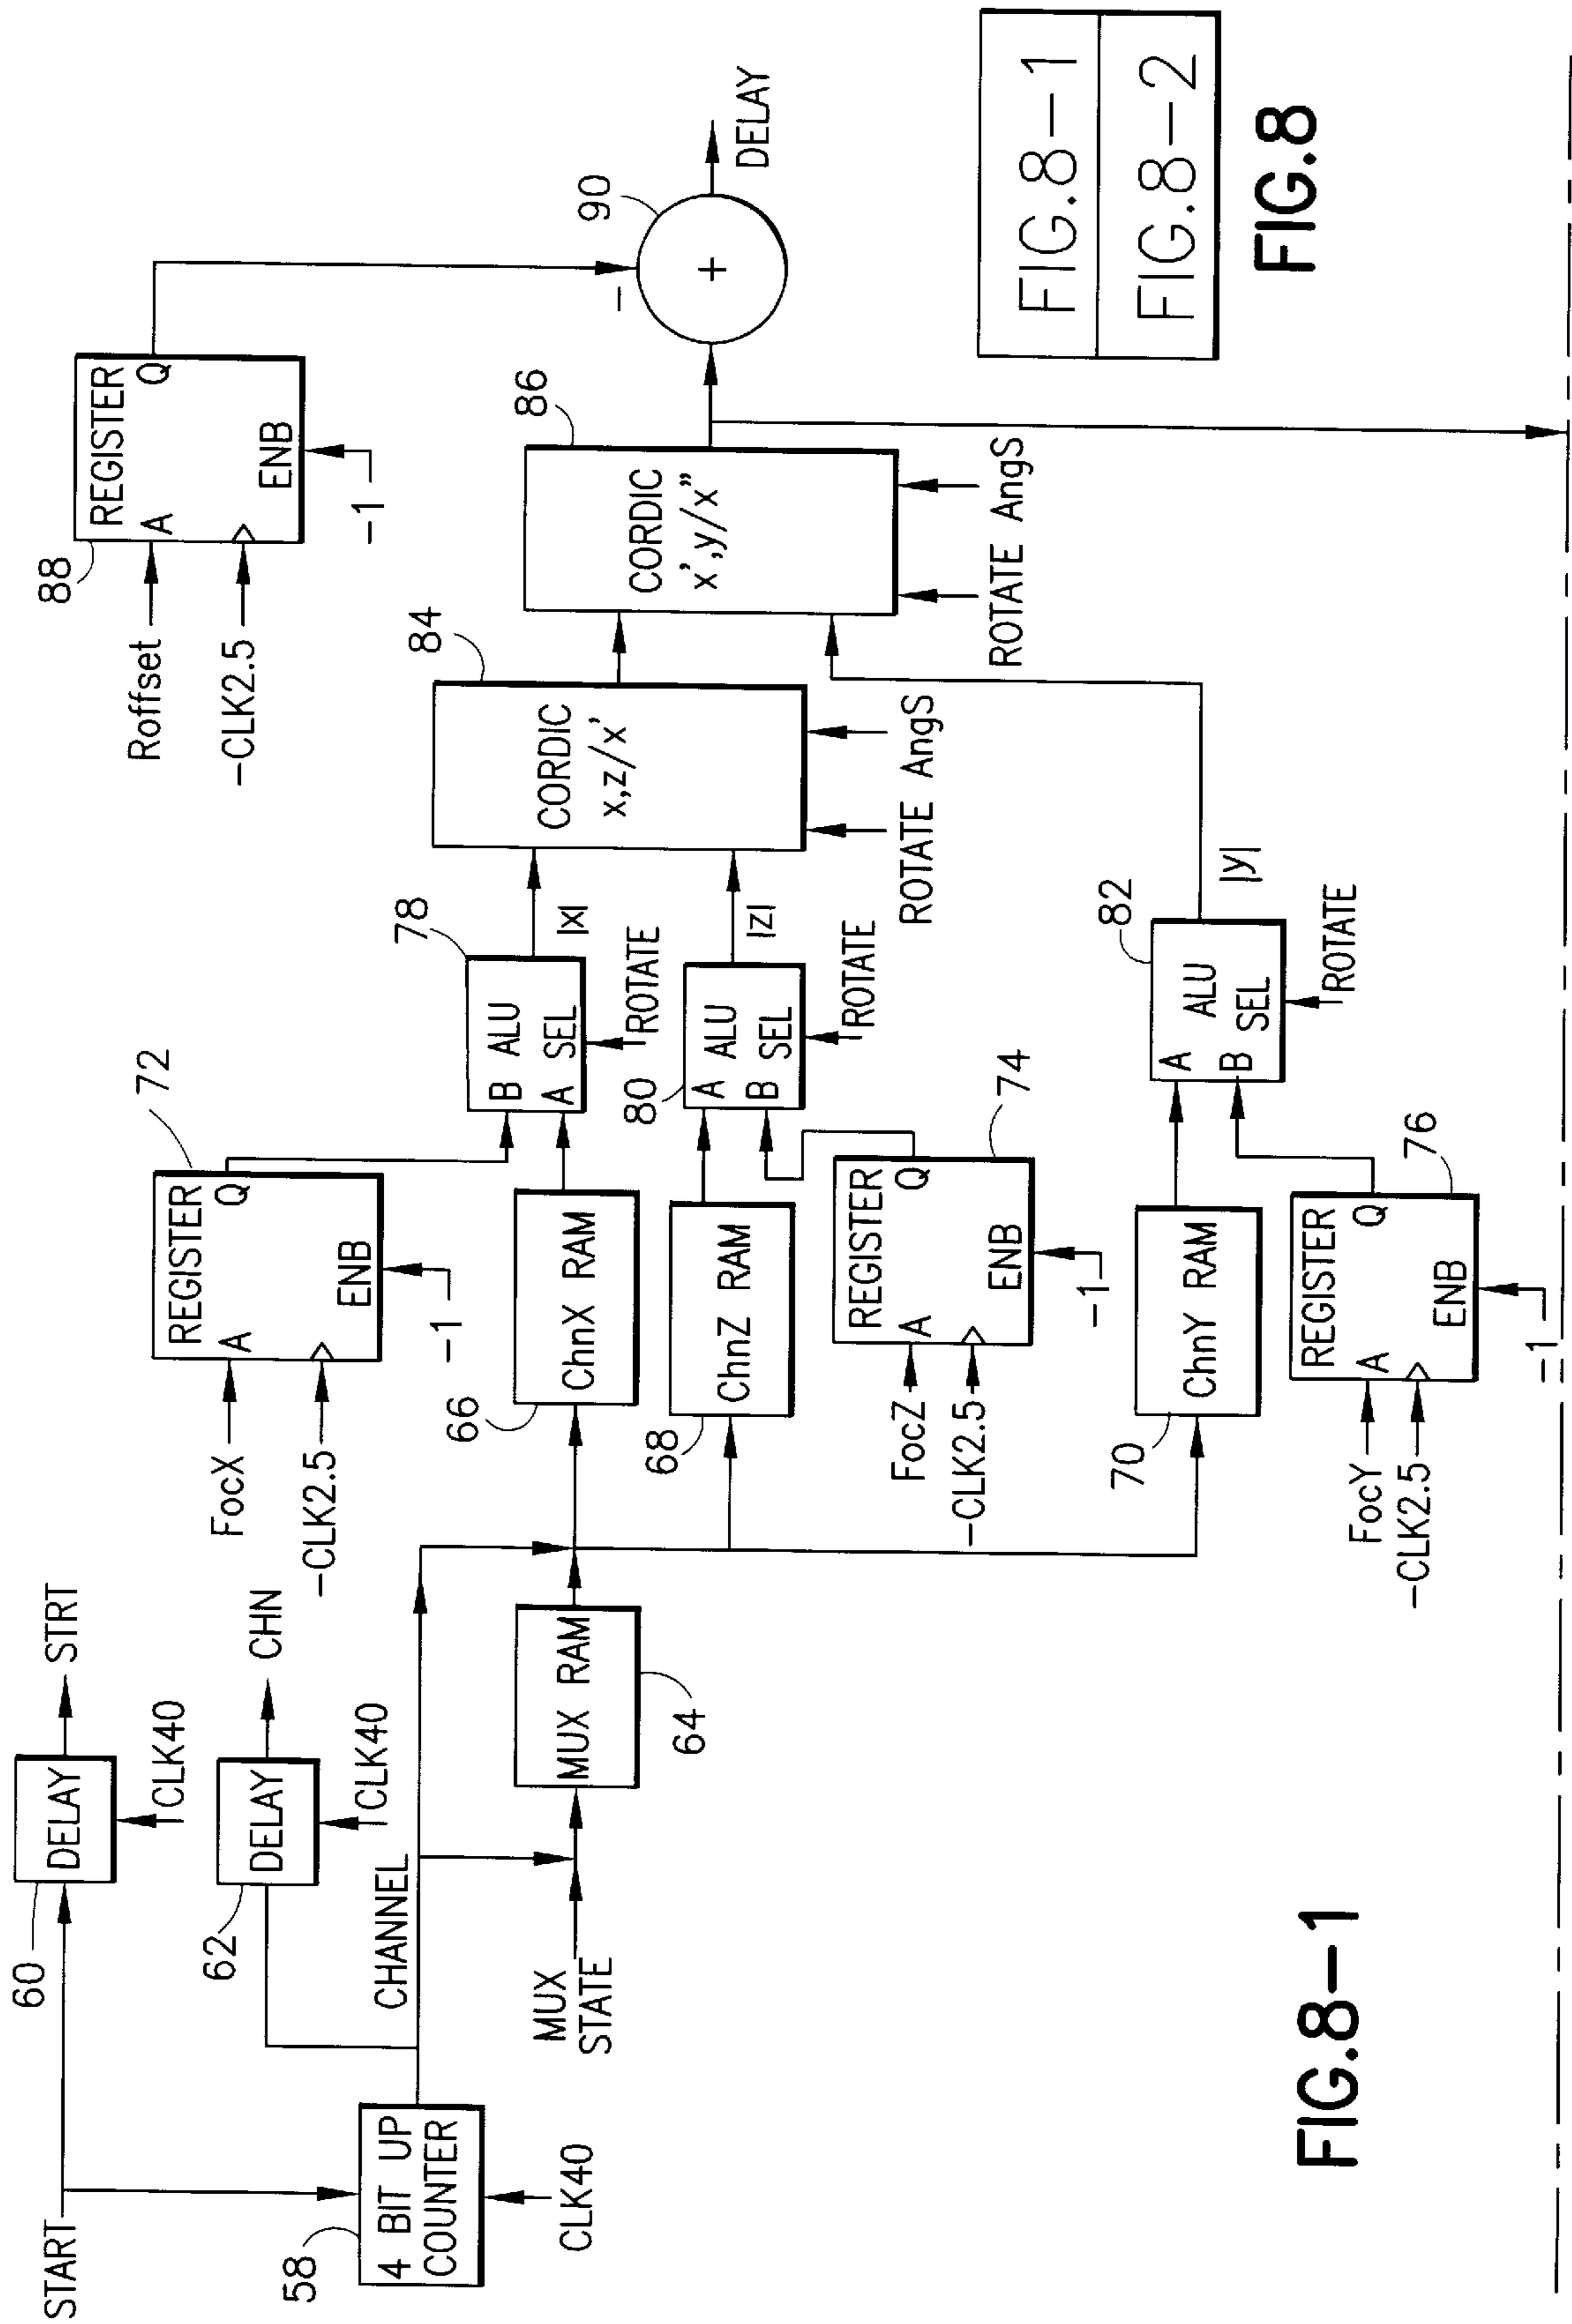 START
60
DELAY
CLK40
STRT
58
4 BIT UP
COUNTER
CLK40
62
DELAY
CLK40
CHN
CHANNEL
MUX
STATE
MUX RAM
64
FocX
-CLK2.5
72
REGISTER
A
Q
ENB
-1
66
ChnX RAM
68
ChnZ RAM
FocZ
-CLK2.5
74
REGISTER
A
Q
ENB
-1
70
ChnY RAM
FocY
-CLK2.5
76
REGISTER
A
Q
ENB
-1
78
B ALU
A SEL
|x|
ROTATE
80
A ALU
B SEL
|z|
ROTATE
82
A
ALU
B
SEL
|y|
ROTATE
84
CORDIC
x,z/x'
ROTATE AngS
86
CORDIC
x',y/x"
ROTATE AngS
Roffset
-CLK2.5
88
REGISTER
A
Q
ENB
-1
90
-
+
DELAY
FIG.8-1
FIG.8-2
FIG.8
FIG.8-1